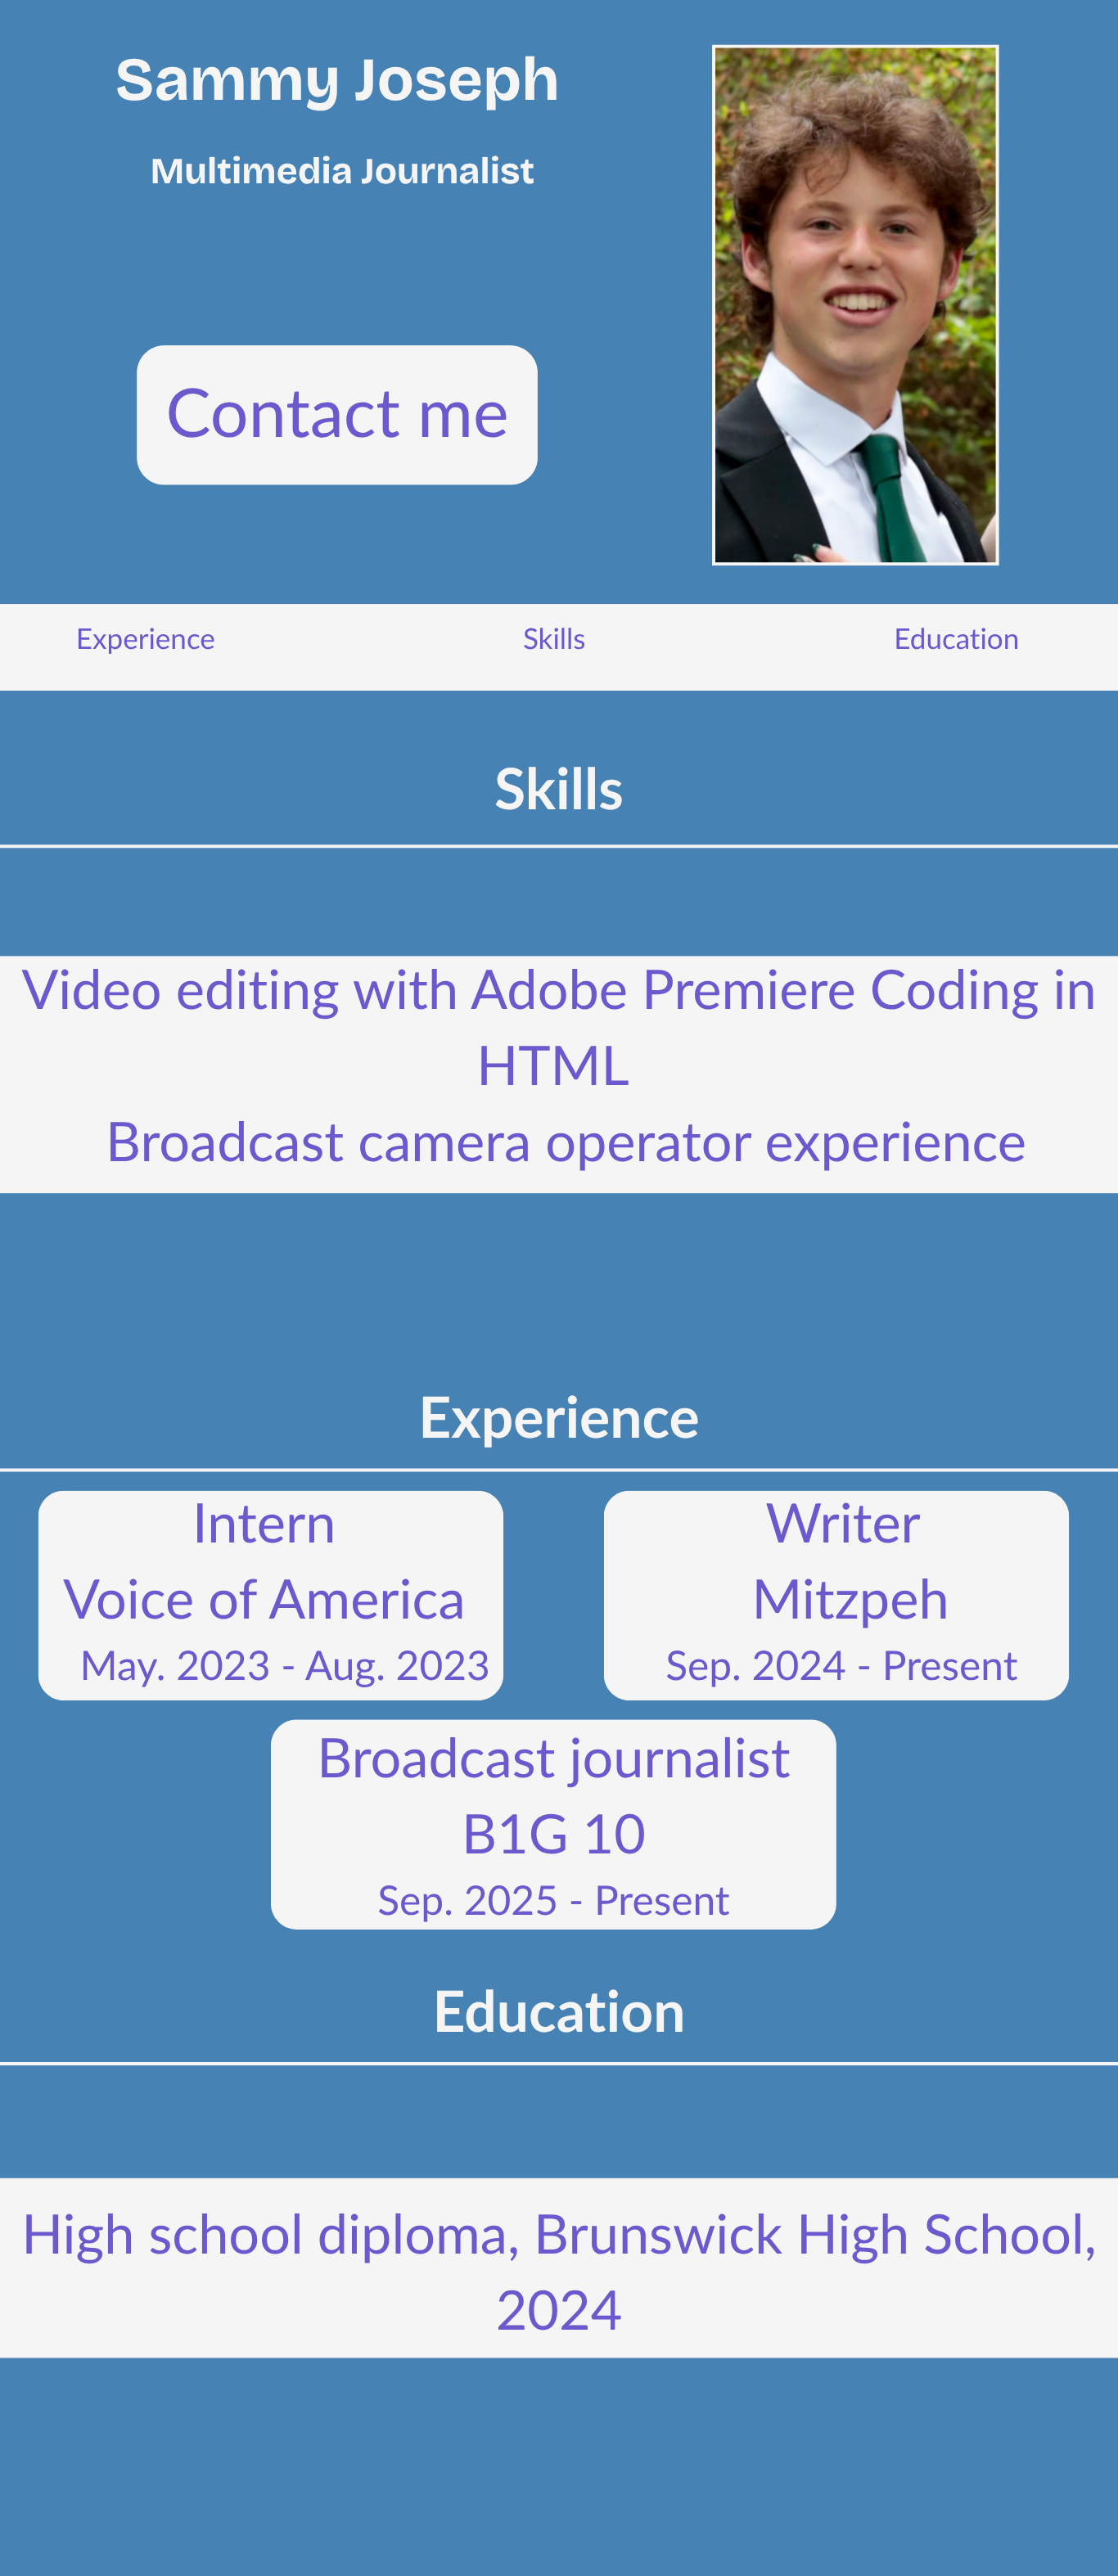 Sammy Joseph
Multimedia Journalist
Contact me
Experience
Skills
Education
Skills
Video editing with Adobe Premiere Coding in
HTML
Broadcast camera operator experience
Experience
Intern
Voice of America
May. 2023 - Aug. 2023
Writer
Mitzpeh
Sep. 2024 - Present
Broadcast journalist
B1G 10
Sep. 2025 - Present
Education
High school diploma, Brunswick High School,
2024